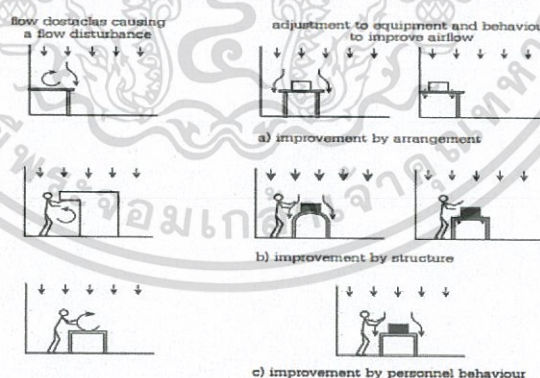 flow dostaclas causing
a flow disturbance
adjustment to equipment and behaviou
to improve airflow
a) improvement by arrangement
b) improvement by structure
c) improvement by personnel behaviour